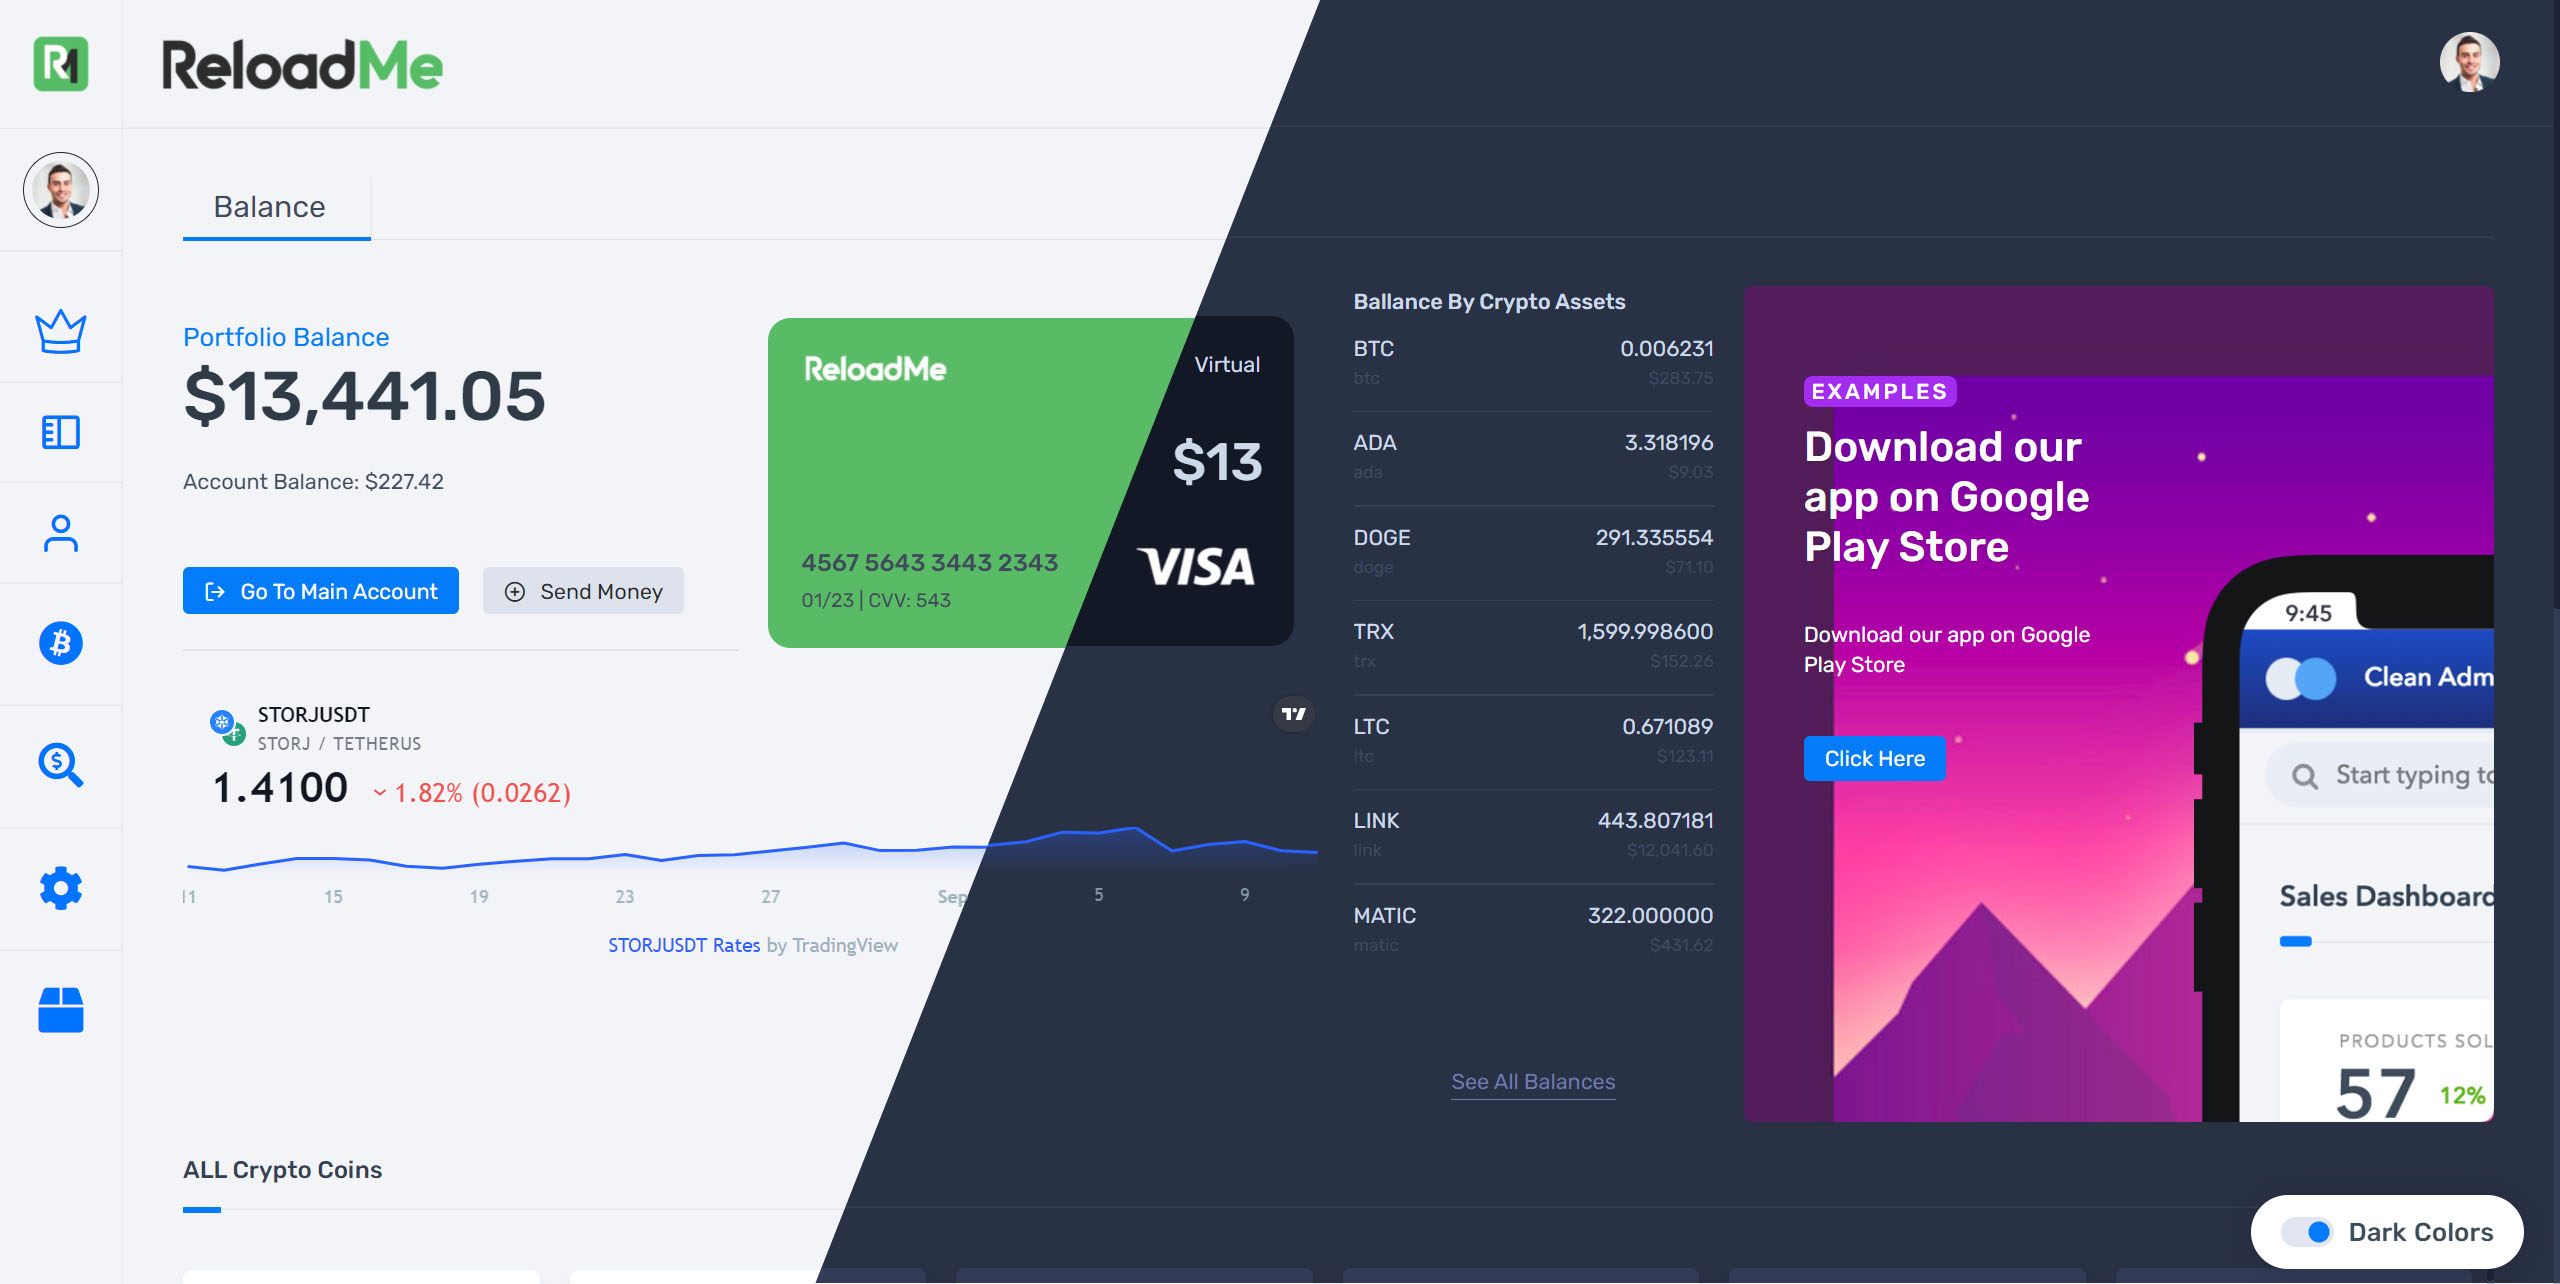 R1
ReloadMe
Balance
Portfolio Balance
$13,441.05
Account Balance: $227.42
Go To Main Account
Send Money
ReloadMe
Virtual
$13
4567 5643 3443 2343
01/23 | CVV: 543
VISA
STORJUSDT
STORJ / TETHERUS
1.4100
1.82% (0.0262)
11 15 19 23 27 Sep 5 9
STORJUSDT Rates by TradingView
Ballance By Crypto Assets
BTC 0.006231
btc $283.75
ADA 3.318196
ada $9.03
DOGE 291.335554
doge $71.10
TRX 1,599.998600
trx $152.26
LTC 0.671089
ltc $123.11
LINK 443.807181
link $12,041.60
MATIC 322.000000
matic $431.62
See All Balances
EXAMPLES
Download our
app on Google
Play Store
Download our app on Google
Play Store
Click Here
9:45
Clean Adm
Start typing to
Sales Dashboard
PRODUCTS SOL
57 12%
ALL Crypto Coins
Dark Colors